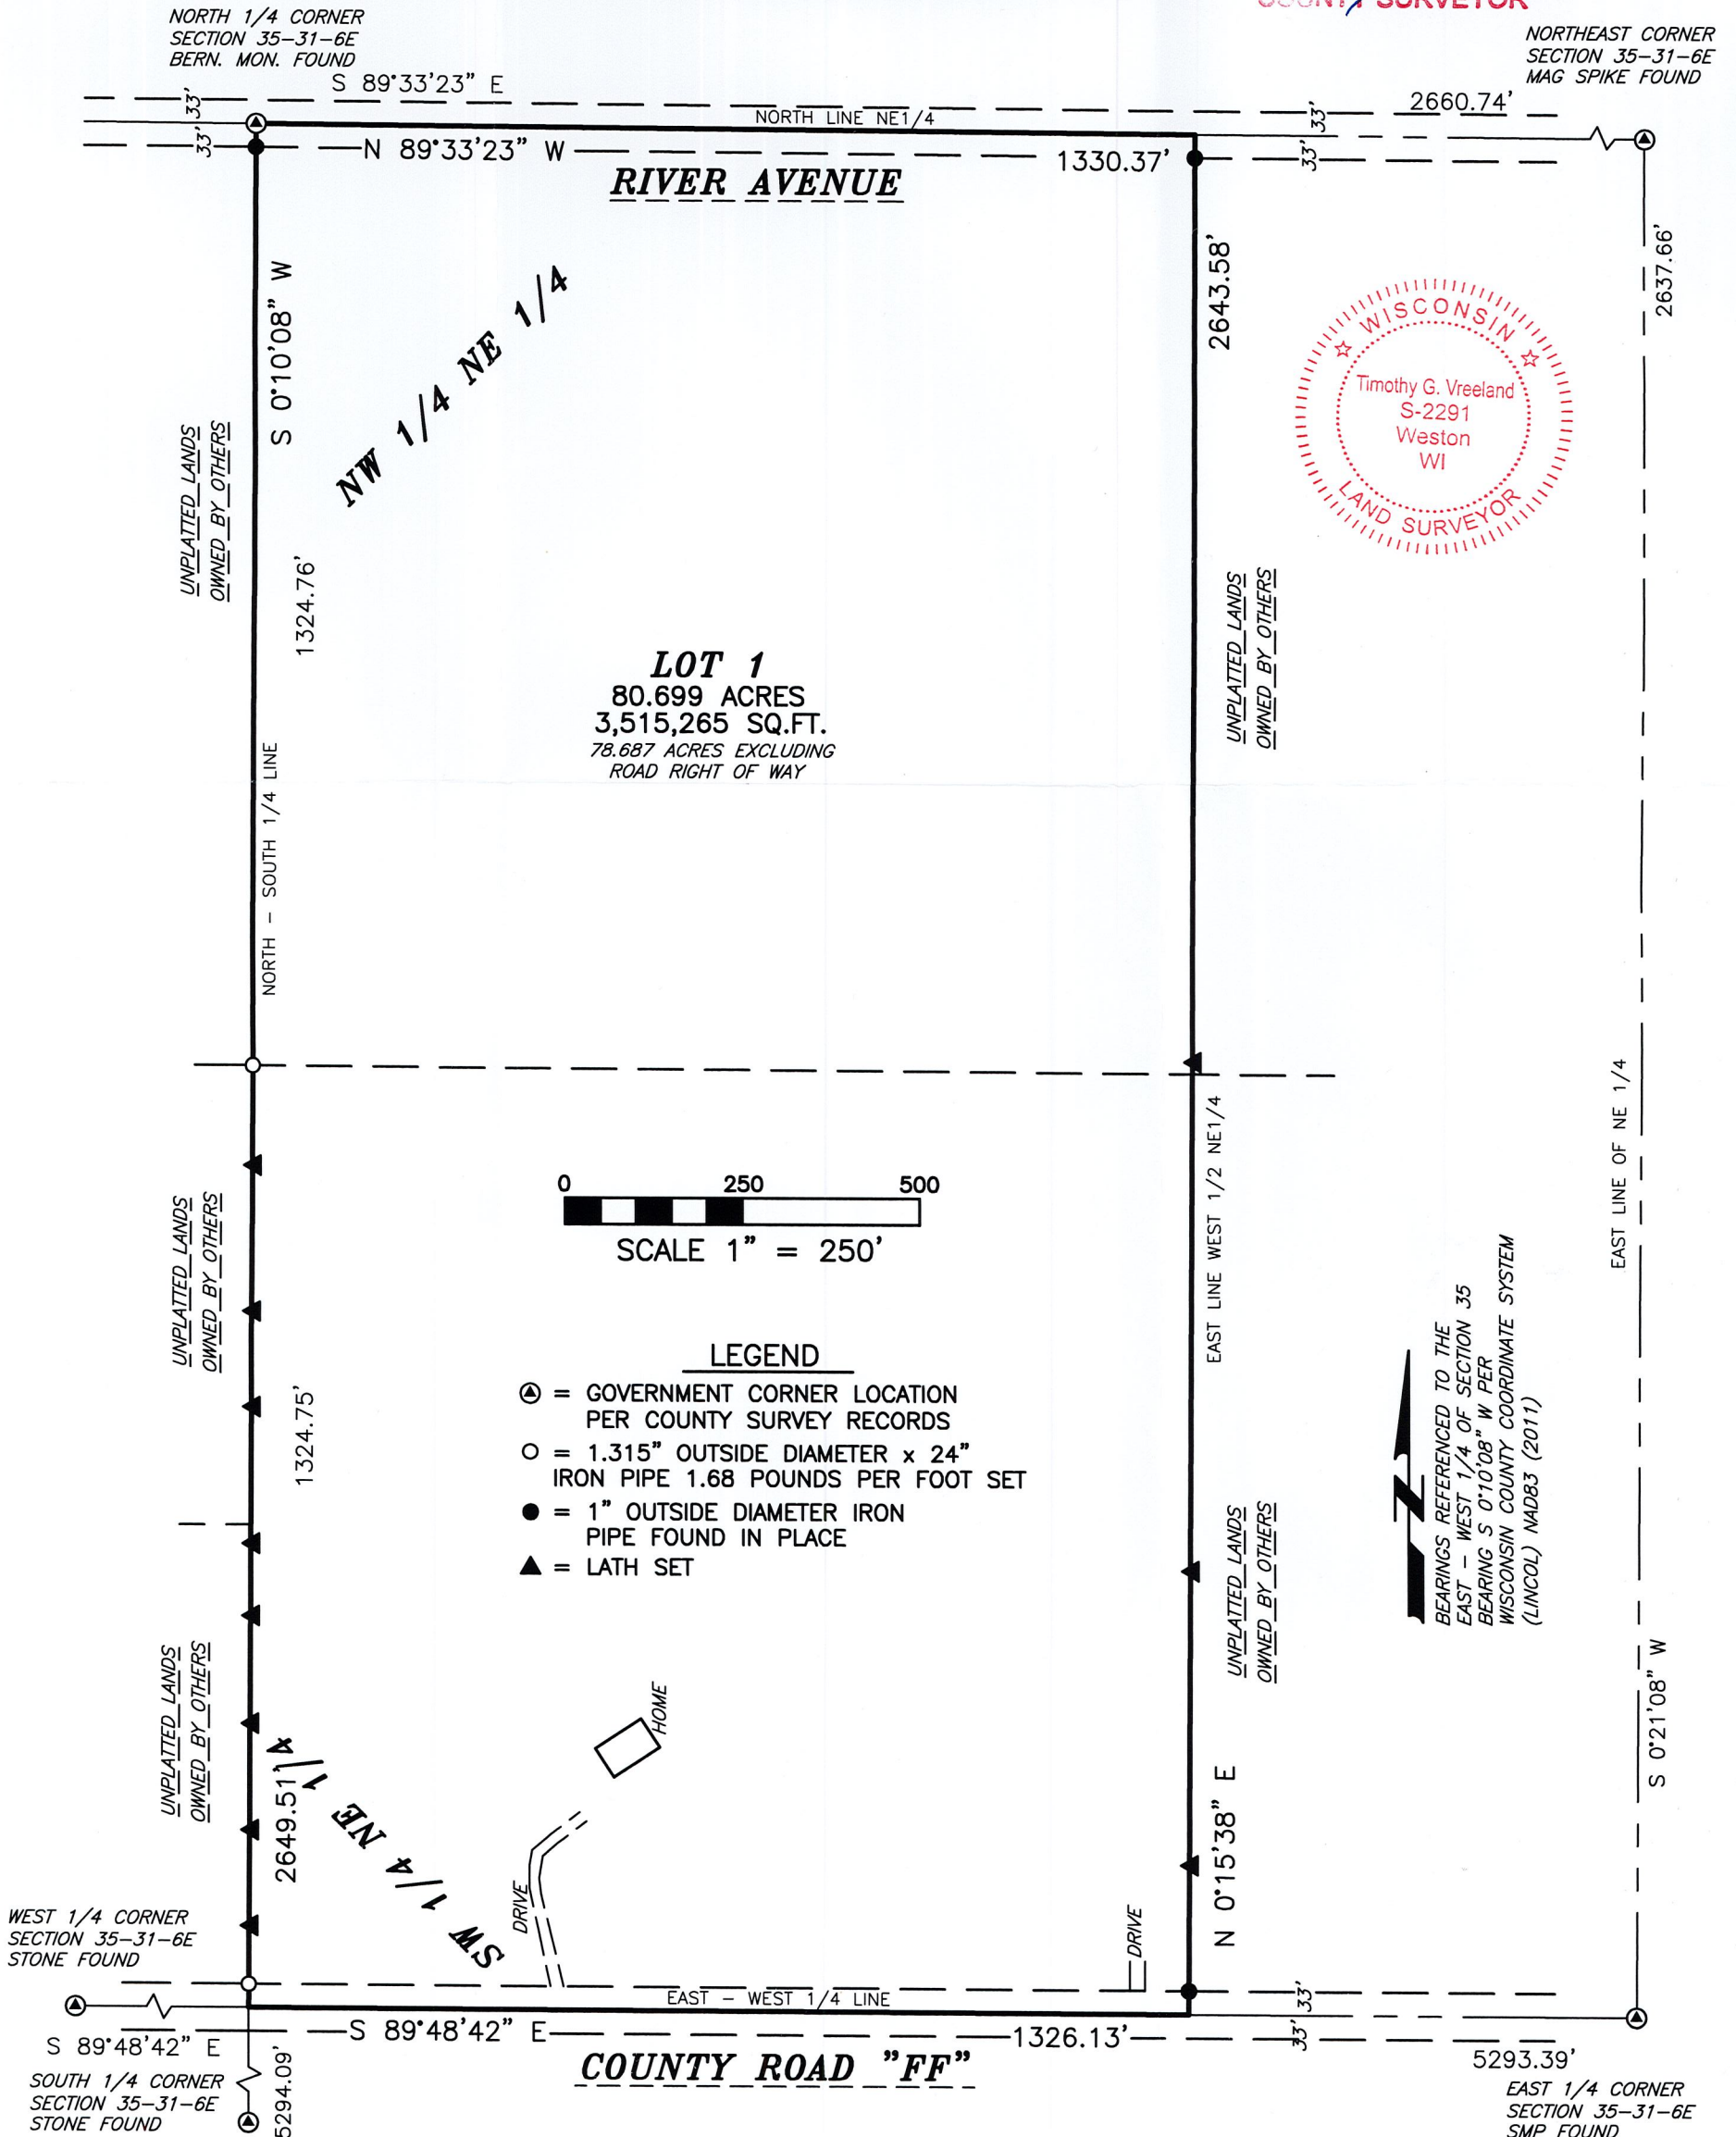 COUNTY SURVEYOR
NORTH 1/4 CORNER
SECTION 35-31-6E
BERN. MON. FOUND
NORTHEAST CORNER
SECTION 35-31-6E
MAG SPIKE FOUND
S 89°33'23" E
2660.74'
33'
33'
NORTH LINE NE1/4
33'
33'
N 89°33'23" W
1330.37'
RIVER AVENUE
S 0°10'08" W
NW 1/4 NE 1/4
2643.58'
2637.66'
WISCONSIN
Timothy G. Vreeland
S-2291
Weston
WI
LAND SURVEYOR
UNPLATTED LANDS
OWNED BY OTHERS
1324.76'
UNPLATTED LANDS
OWNED BY OTHERS
LOT 1
80.699 ACRES
3,515,265 SQ.FT.
78.687 ACRES EXCLUDING
ROAD RIGHT OF WAY
NORTH - SOUTH 1/4 LINE
EAST LINE WEST 1/2 NE1/4
EAST LINE OF NE 1/4
0 250 500
SCALE 1" = 250'
UNPLATTED LANDS
OWNED BY OTHERS
1324.75'
LEGEND
= GOVERNMENT CORNER LOCATION
PER COUNTY SURVEY RECORDS
= 1.315" OUTSIDE DIAMETER x 24"
IRON PIPE 1.68 POUNDS PER FOOT SET
= 1" OUTSIDE DIAMETER IRON
PIPE FOUND IN PLACE
= LATH SET
BEARINGS REFERENCED TO THE
EAST - WEST 1/4 OF SECTION 35
BEARING S 0°10'08" W PER
WISCONSIN COUNTY COORDINATE SYSTEM
(LINCOL) NAD83 (2011)
N
UNPLATTED LANDS
OWNED BY OTHERS
UNPLATTED LANDS
OWNED BY OTHERS
2649.51'
SW 1/4 NE 1/4
HOME
DRIVE
DRIVE
N 0°15'38" E
S 0°21'08" W
WEST 1/4 CORNER
SECTION 35-31-6E
STONE FOUND
EAST - WEST 1/4 LINE
33'
33'
S 89°48'42" E
S 89°48'42" E
1326.13'
5293.39'
COUNTY ROAD "FF"
SOUTH 1/4 CORNER
SECTION 35-31-6E
STONE FOUND
5294.09'
EAST 1/4 CORNER
SECTION 35-31-6E
SMP FOUND